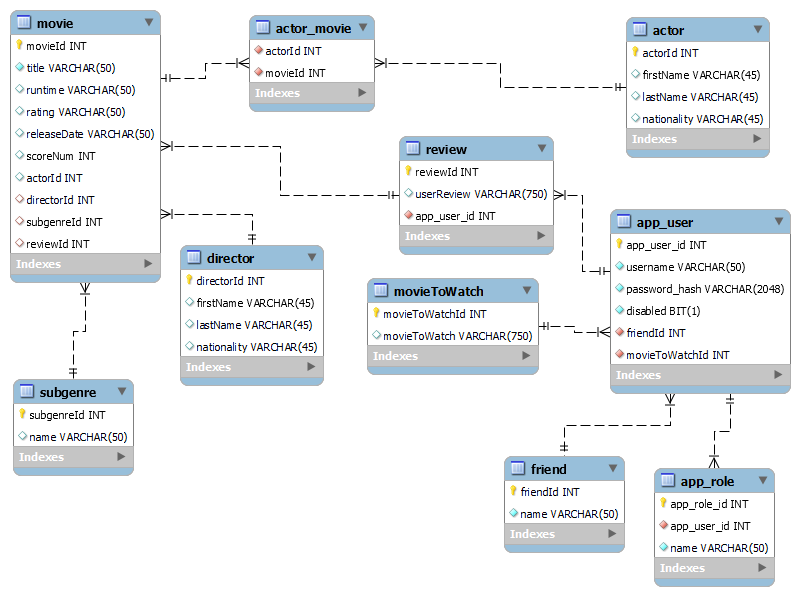 movie
movieId INT
title VARCHAR(50)
runtime VARCHAR(50)
rating VARCHAR(50)
releaseDate VARCHAR(50)
scoreNum INT
actorId INT
directorId INT
subgenreId INT
reviewId INT
Indexes
actor_movie
actorId INT
movieId INT
Indexes
actor
actorId INT
firstName VARCHAR(45)
lastName VARCHAR(45)
nationality VARCHAR(45)
Indexes
review
reviewId INT
userReview VARCHAR(750)
app_user_id INT
Indexes
app_user
app_user_id INT
username VARCHAR(50)
password_hash VARCHAR(2048)
disabled BIT(1)
friendId INT
movieToWatchId INT
Indexes
director
directorId INT
firstName VARCHAR(45)
lastName VARCHAR(45)
nationality VARCHAR(45)
Indexes
movieToWatch
movieToWatchId INT
movieToWatch VARCHAR(750)
Indexes
subgenre
subgenreId INT
name VARCHAR(50)
Indexes
friend
friendId INT
name VARCHAR(50)
Indexes
app_role
app_role_id INT
app_user_id INT
name VARCHAR(50)
Indexes